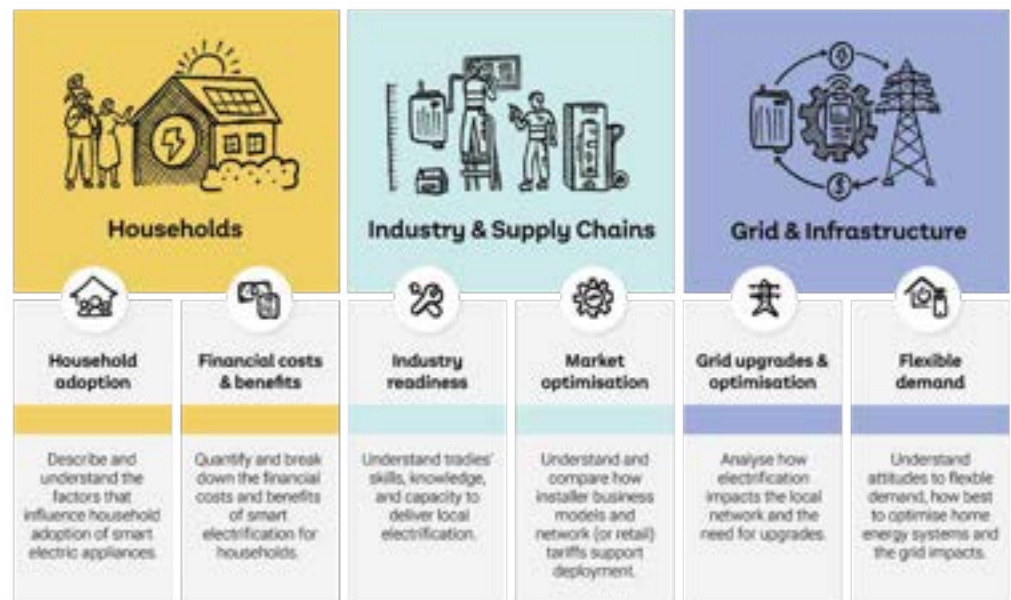 Households
Industry & Supply Chains
Grid & Infrastructure
Household
adoption
Describe and
understand the
factors that
influence household
adoption of smart
electric appliances.
Financial costs
& benefits
Quantify and break
down the financial
costs and benefits
of smart
electrification for
households.
Industry
readiness
Understand tradies'
skills, knowledge,
and capacity to
deliver local
electrification.
Market
optimisation
Understand and
compare how
installer business
models and
network (or retail)
tariffs support
deployment.
Grid upgrades &
optimisation
Analyse how
electrification
impacts the local
network and the
need for upgrades.
Flexible
demand
Understand
attitudes to flexible
demand, how best
to optimise home
energy systems and
the grid impacts.